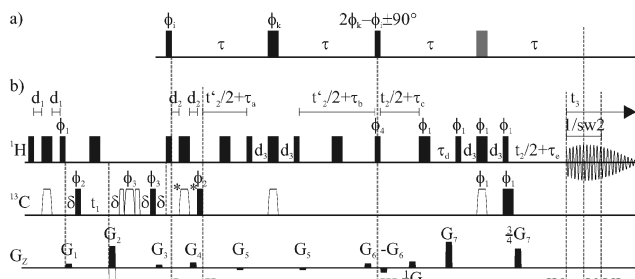 a) ϕi ϕk 2ϕk–ϕi±90°
τ τ τ τ
b) d1 d1 d2 d2 t'2/2+τa t'2/2+τb t2/2+τc t3
ϕ1 ϕ4 ϕ1 ϕ1 ϕ1 ϕ1 1/sw2
1H d3 d3 τd d3 d3 t2/2+τe
ϕ2 ϕ3 ϕ3 * * ϕ2 ϕ1 ϕ1
13C δ t1 δ δ δ
GZ G1 G2 G3 G4 G5 G5 G6 -G6 G7 ¾G7